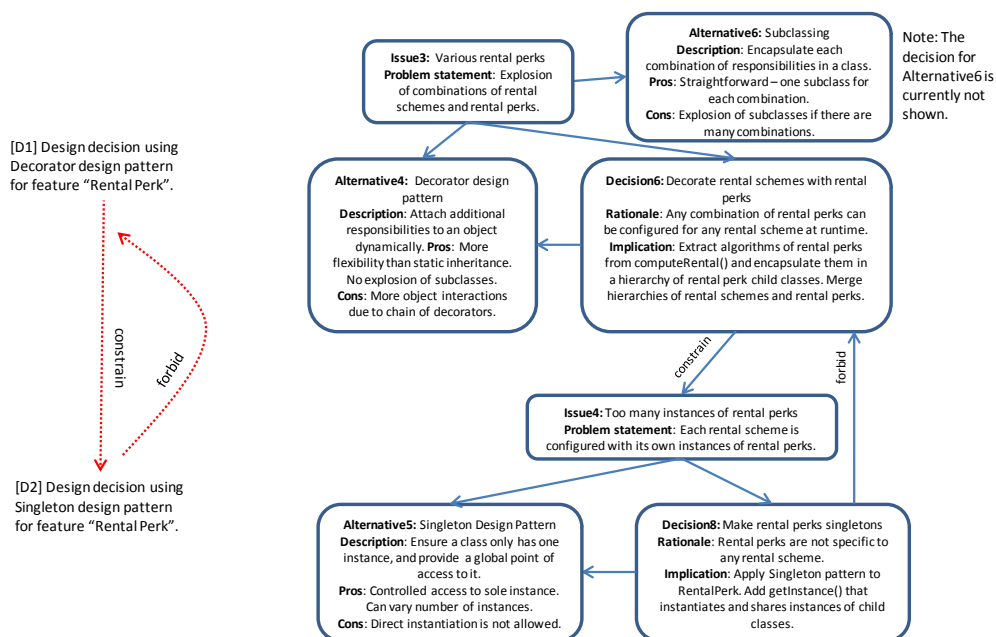 Issue3:  Various rental perks
Problem statement: Explosion
of combinations of rental
schemes and rental perks.
Alternative6: Subclassing
Description: Encapsulate each
combination of responsibilities in a class.
Pros: Straightforward – one subclass for
each combination.
Cons: Explosion of subclasses if there are
many combinations.
Note: The
decision for
Alternative6 is
currently not
shown.
[D1] Design decision using
Decorator design pattern
for feature “Rental Perk”.
constrain
forbid
[D2] Design decision using
Singleton design pattern
for feature “Rental Perk”.
Alternative4:  Decorator design
pattern
Description: Attach additional
responsibilities to an object
dynamically. Pros: More
flexibility than static inheritance.
No explosion of subclasses.
Cons: More object interactions
due to chain of decorators.
Decision6: Decorate rental schemes with rental
perks
Rationale: Any combination of rental perks can
be configured for any rental scheme at runtime.
Implication: Extract algorithms of rental perks
from computeRental() and encapsulate them in
a hierarchy of rental perk child classes. Merge
hierarchies of rental schemes and rental perks.
constrain
forbid
Issue4: Too many instances of rental perks
Problem statement: Each rental scheme is
configured with its own instances of rental perks.
Alternative5: Singleton Design Pattern
Description: Ensure a class only has one
instance, and provide a global point of
access to it.
Pros: Controlled access to sole instance.
Can vary number of instances.
Cons: Direct instantiation is not allowed.
Decision8: Make rental perks singletons
Rationale: Rental perks are not specific to
any rental scheme.
Implication: Apply Singleton pattern to
RentalPerk. Add getInstance() that
instantiates and shares instances of child
classes.